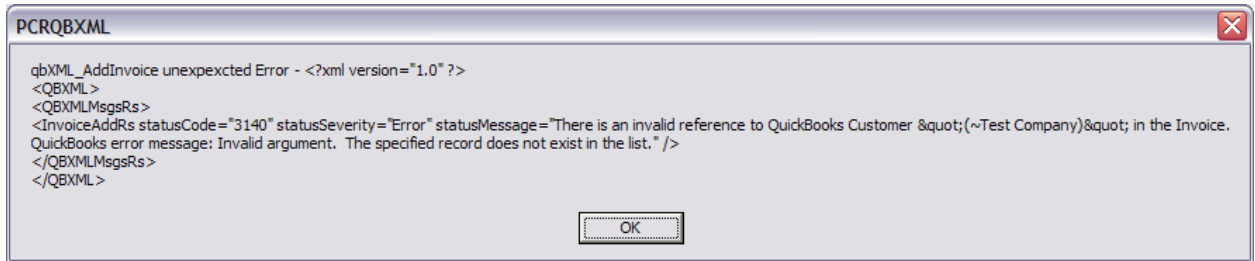 PCRQBXML
qbXML_AddInvoice unexpexcted Error - <?xml version="1.0" ?>
<QBXML>
<QBXMLMsgsRs>
<InvoiceAddRs statusCode="3140" statusSeverity="Error" statusMessage="There is an invalid reference to QuickBooks Customer &quot;(~Test Company)&quot; in the Invoice.
QuickBooks error message: Invalid argument.  The specified record does not exist in the list." />
</QBXMLMsgsRs>
</QBXML>
OK